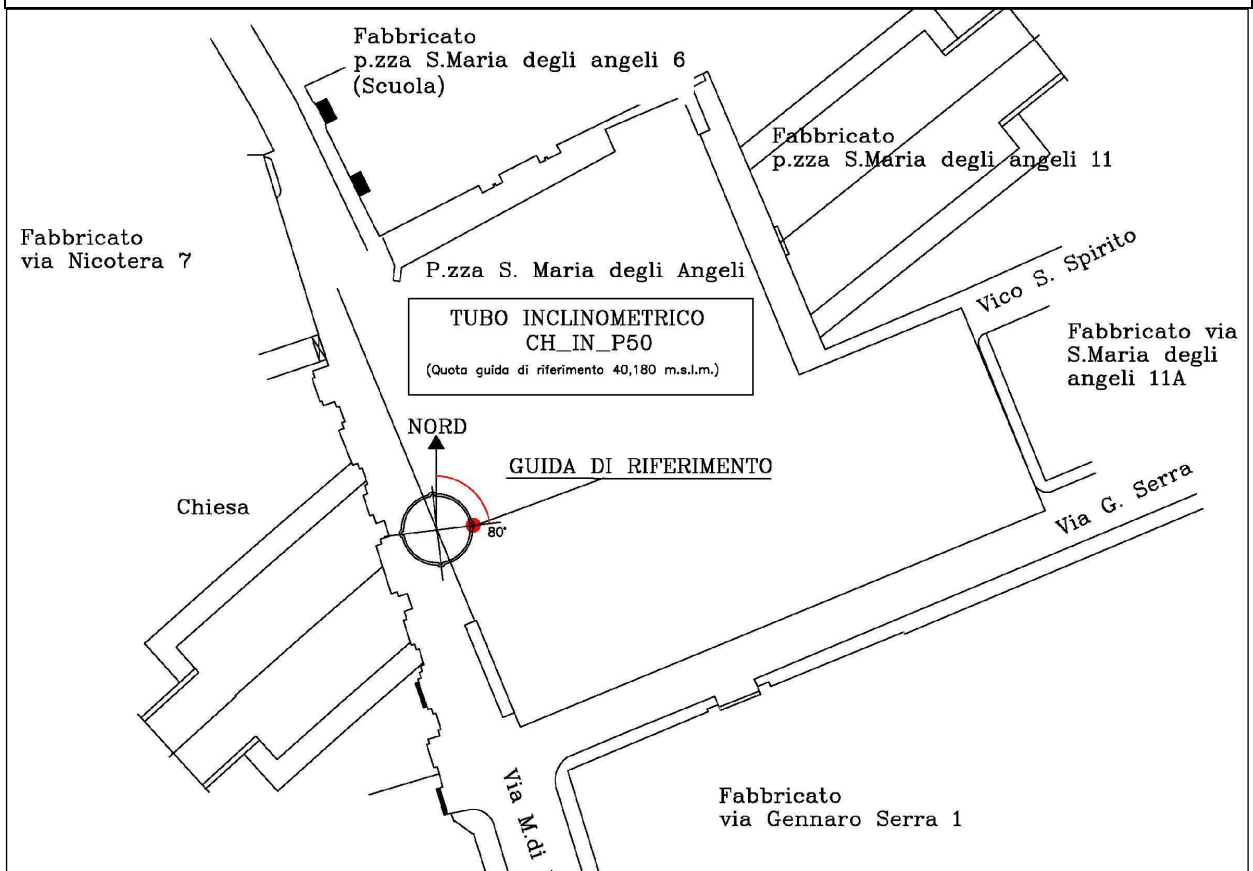 Fabbricato
p.zza S.Maria degli angeli 6
(Scuola)
Fabbricato
p.zza S.Maria degli angeli 11
Fabbricato
via Nicotera 7
P.zza S. Maria degli Angeli
Vico S. Spirito
TUBO INCLINOMETRICO
CH_IN_P50
(Quota guida di riferimento 40,180 m.s.l.m.)
Fabbricato via
S.Maria degli
angeli 11A
NORD
GUIDA DI RIFERIMENTO
Chiesa
80°
Via G. Serra
Via M.di
Fabbricato
via Gennaro Serra 1